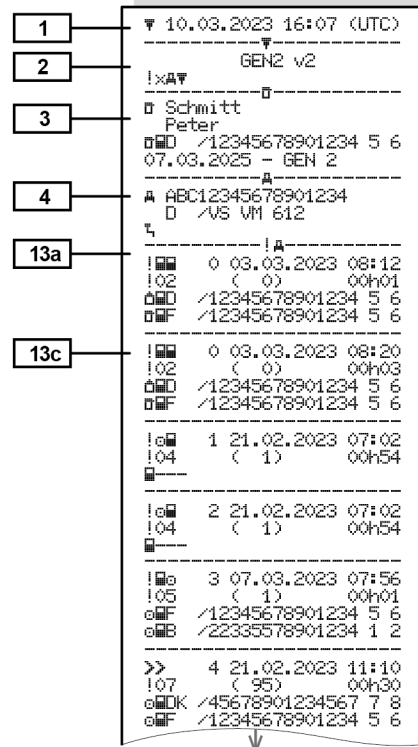 1
▼ 10.03.2023 16:07 (UTC)
2
GEN2 v2
!x▼
3
Schmitt
Peter
D /12345678901234 5 6
07.03.2025 - GEN 2
4
ABC12345678901234
D /VS VM 612
13a
! 0 03.03.2023 08:12
!02 ( 0) 00h01
D /12345678901234 5 6
F /12345678901234 5 6
13c
! 0 03.03.2023 08:20
!02 ( 0) 00h03
D /12345678901234 5 6
F /12345678901234 5 6
! 1 21.02.2023 07:02
!04 ( 1) 00h54
---
! 2 21.02.2023 07:02
!04 ( 1) 00h54
---
! 3 07.03.2023 07:56
!05 ( 1) 00h01
F /12345678901234 5 6
B /22335578901234 1 2
>> 4 21.02.2023 11:10
!07 ( 95) 00h30
DK /45678901234567 7 8
F /12345678901234 5 6